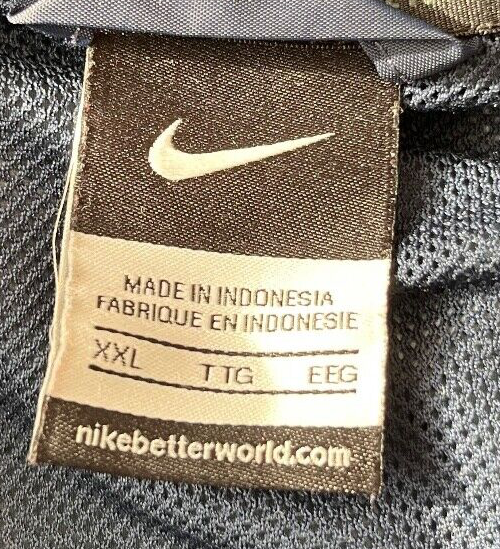 MADE IN INDONESIA
FABRIQUE EN INDONESIE
XXL TTG EEG
nikebetterworld.com